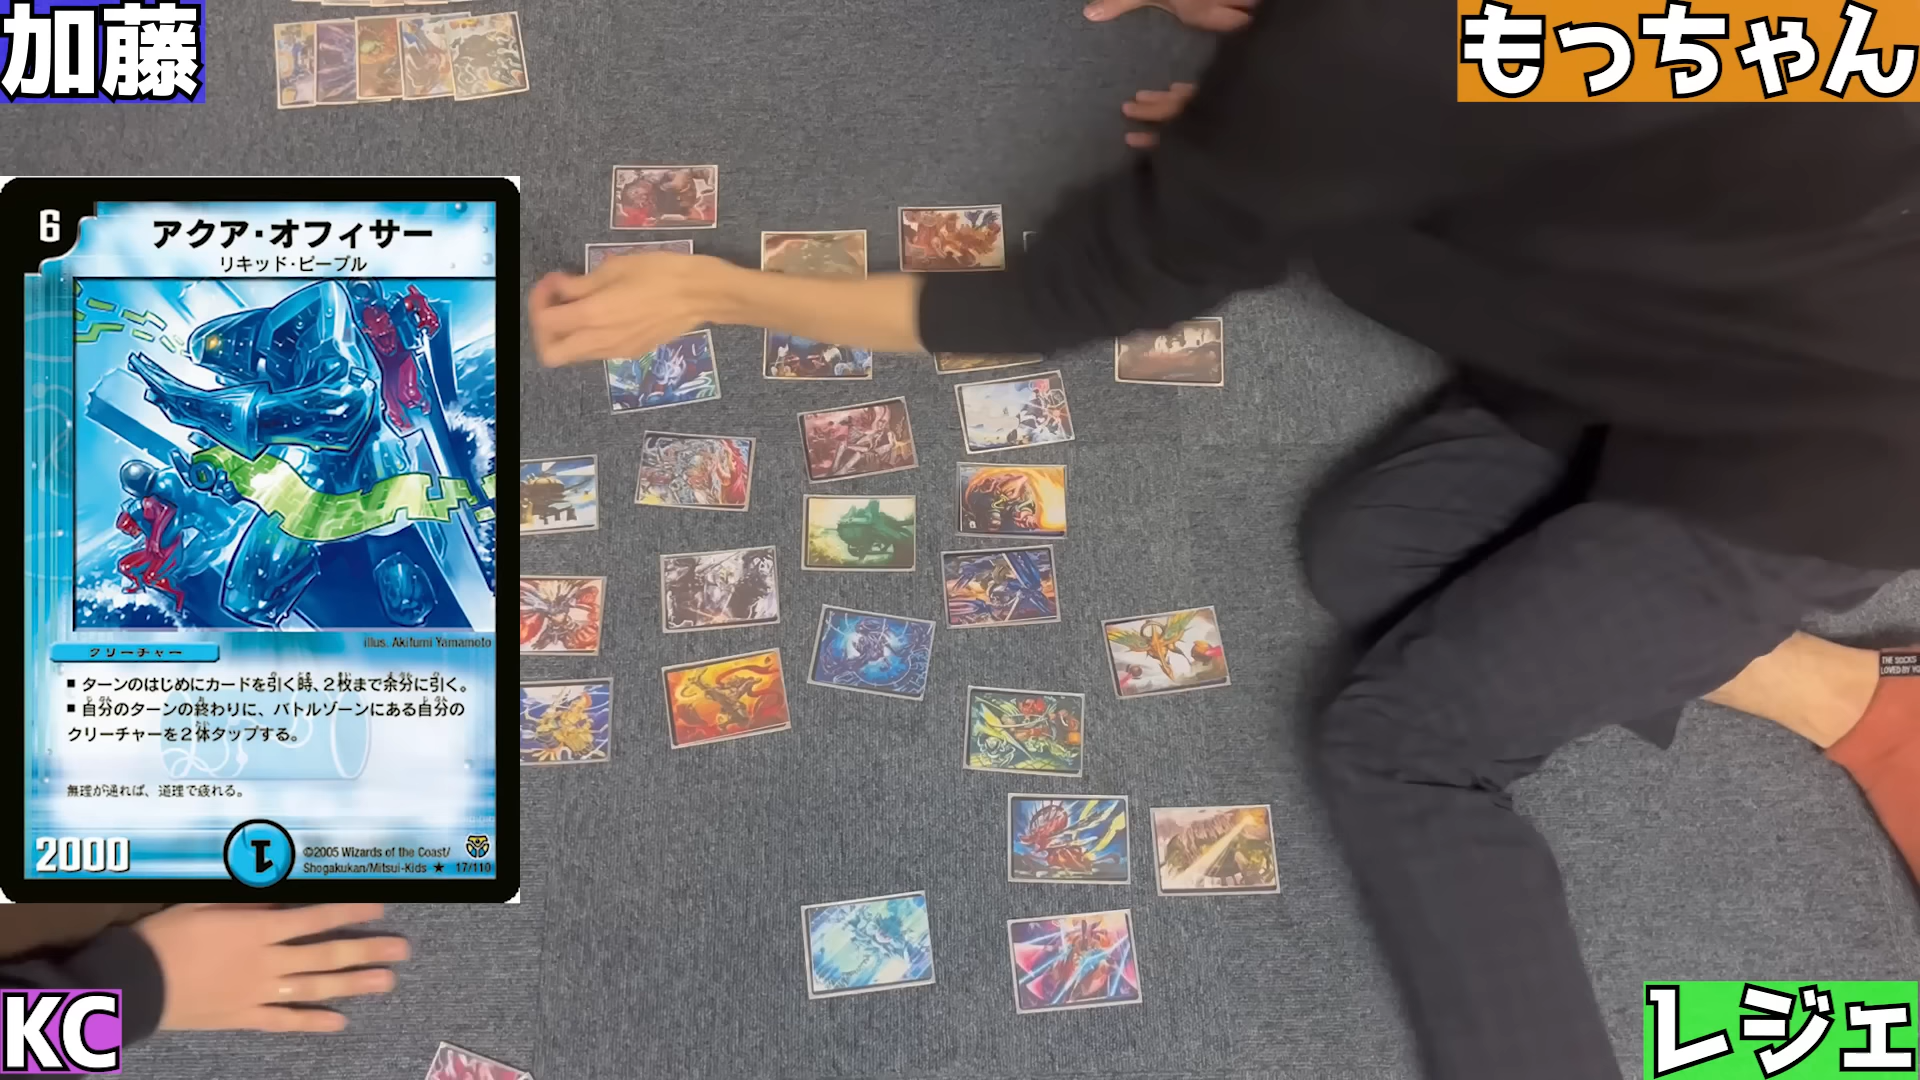 加藤
もっちゃん
6
アクア・オフィサー
リキッド・ピープル
illus. Akifumi Yamamoto
クリーチャー
■ ターンのはじめにカードを引く時、2枚まで余分に引く。
■ 自分のターンの終わりに、バトルゾーンにある自分の
クリーチャーを2体タップする。
無理が通れば、道理で疲れる。
2000
1
©2005 Wizards of the Coast/
Shogakukan/Mitsui-Kids ★ 17/110
THE SOCKS
LOVED BY YO
KC
レジェ